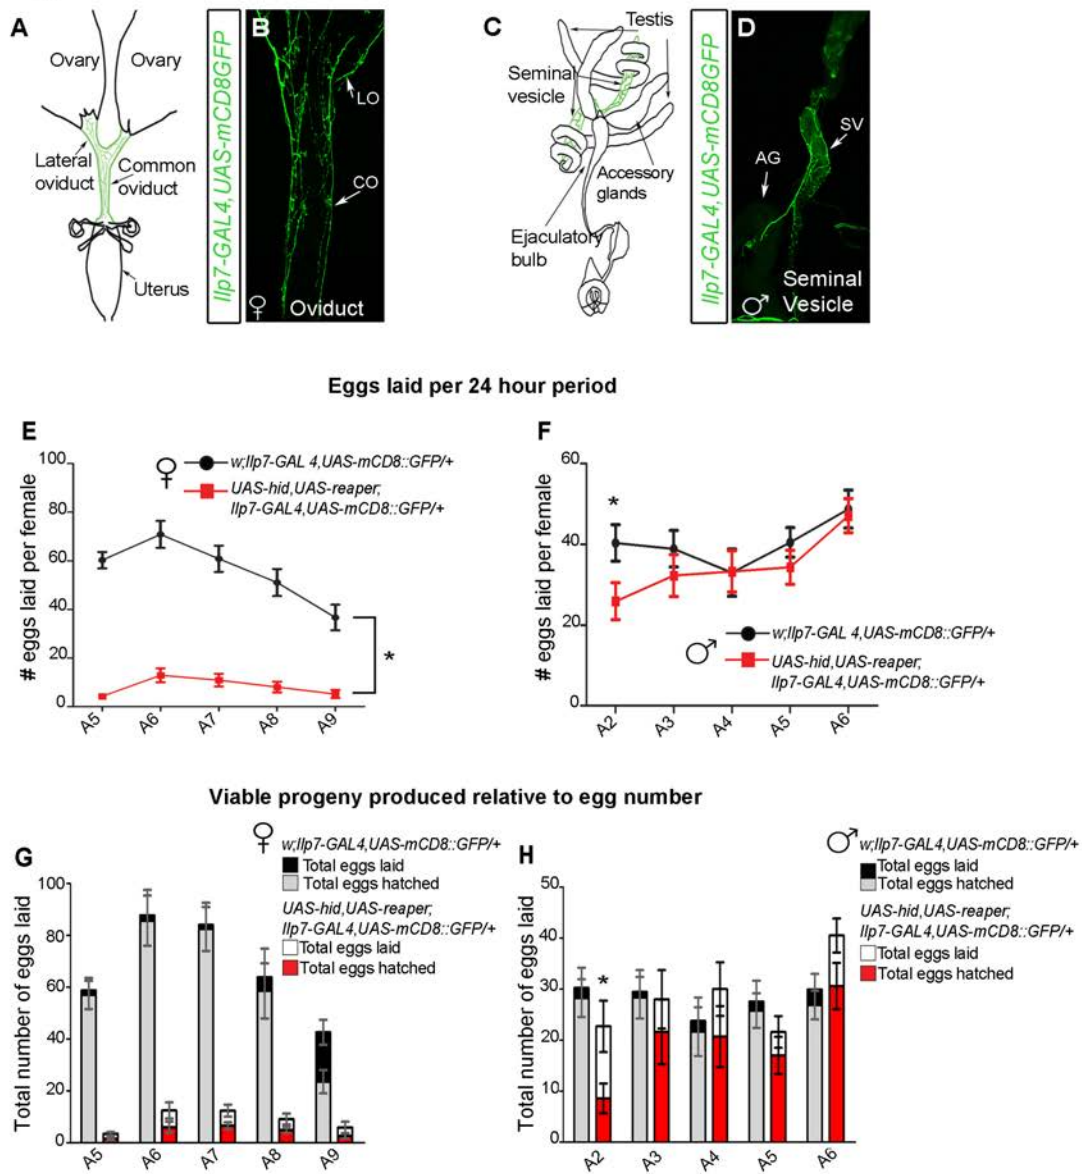 A
Ovary
Ovary
Lateral
oviduct
Common
oviduct
Uterus
Ilp7-GAL4,UAS-mCD8GFP
B
LO
CO
♀
Oviduct
C
Testis
Seminal
vesicle
Accessory
glands
Ejaculatory
bulb
Ilp7-GAL4,UAS-mCD8GFP
D
SV
AG
♂
Seminal
Vesicle
Eggs laid per 24 hour period
E
♀
w;Ilp7-GAL 4,UAS-mCD8::GFP/+
UAS-hid,UAS-reaper;
Ilp7-GAL4,UAS-mCD8::GFP/+
# eggs laid per female
100
80
60
40
20
0
*
A5
A6
A7
A8
A9
F
# eggs laid per female
60
40
20
0
*
♂
w;Ilp7-GAL 4,UAS-mCD8::GFP/+
UAS-hid,UAS-reaper;
Ilp7-GAL4,UAS-mCD8::GFP/+
A2
A3
A4
A5
A6
Viable progeny produced relative to egg number
G
♀
w;Ilp7-GAL4,UAS-mCD8::GFP/+
Total eggs laid
Total eggs hatched
UAS-hid,UAS-reaper;
Ilp7-GAL4,UAS-mCD8::GFP/+
Total eggs laid
Total eggs hatched
Total number of eggs laid
100
80
60
40
20
0
A5
A6
A7
A8
A9
H
♂
w;Ilp7-GAL4,UAS-mCD8::GFP/+
Total eggs laid
Total eggs hatched
UAS-hid,UAS-reaper;
Ilp7-GAL4,UAS-mCD8::GFP/+
Total eggs laid
Total eggs hatched
Total number of eggs laid
50
40
30
20
10
0
*
A2
A3
A4
A5
A6